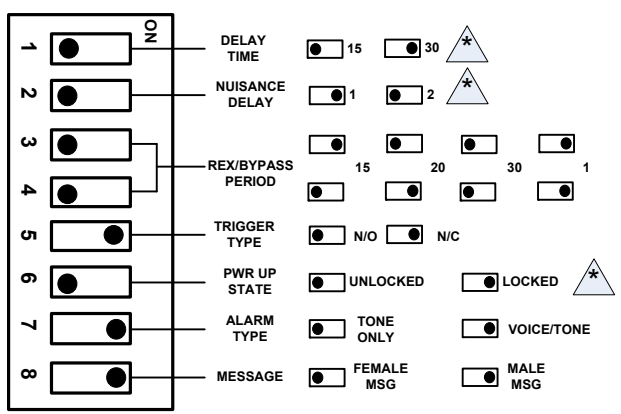 ON
1 DELAY TIME 15 30 *
2 NUISANCE DELAY 1 2 *
3
REX/BYPASS PERIOD 15 20 30 1
4
5 TRIGGER TYPE N/O N/C
6 PWR UP STATE UNLOCKED LOCKED *
7 ALARM TYPE TONE ONLY VOICE/TONE
8 MESSAGE FEMALE MSG MALE MSG